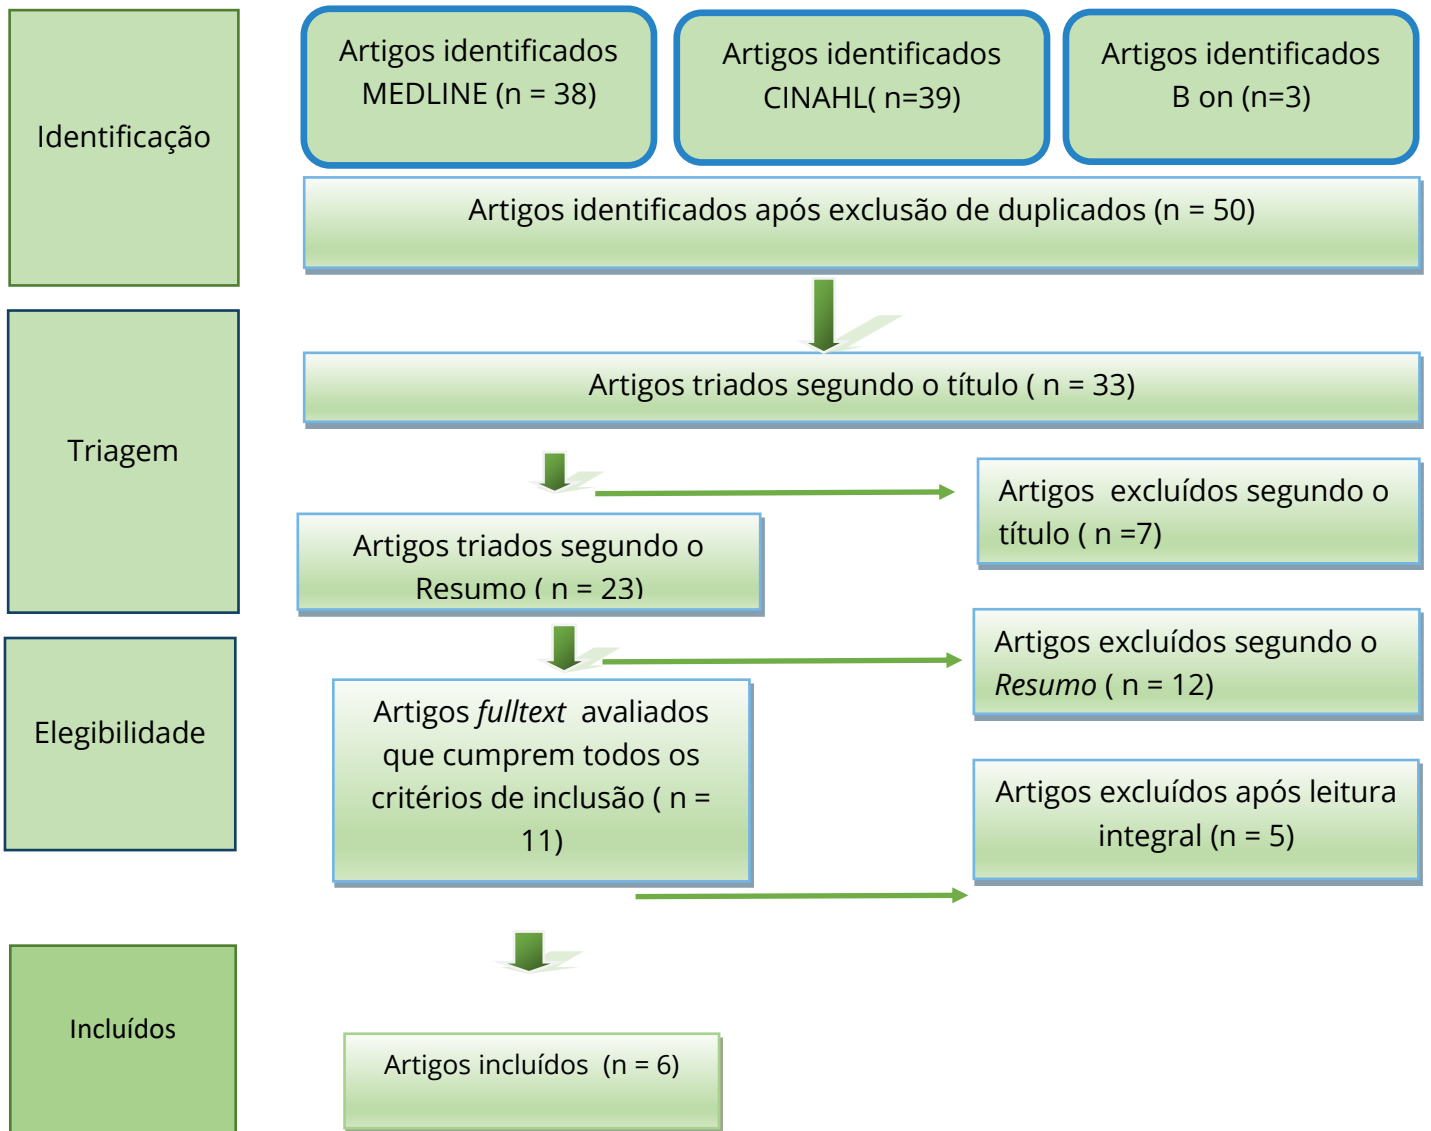 Identificação
Artigos identificados
MEDLINE (n = 38)
Artigos identificados
CINAHL( n=39)
Artigos identificados
B on (n=3)
Artigos identificados após exclusão de duplicados (n = 50)
Triagem
Artigos triados segundo o título ( n = 33)
Artigos excluídos segundo o
título ( n =7)
Artigos triados segundo o
Resumo ( n = 23)
Elegibilidade
Artigos excluídos segundo o
Resumo ( n = 12)
Artigos fulltext avaliados
que cumprem todos os
critérios de inclusão ( n =
11)
Artigos excluídos após leitura
integral (n = 5)
Incluídos
Artigos incluídos (n = 6)